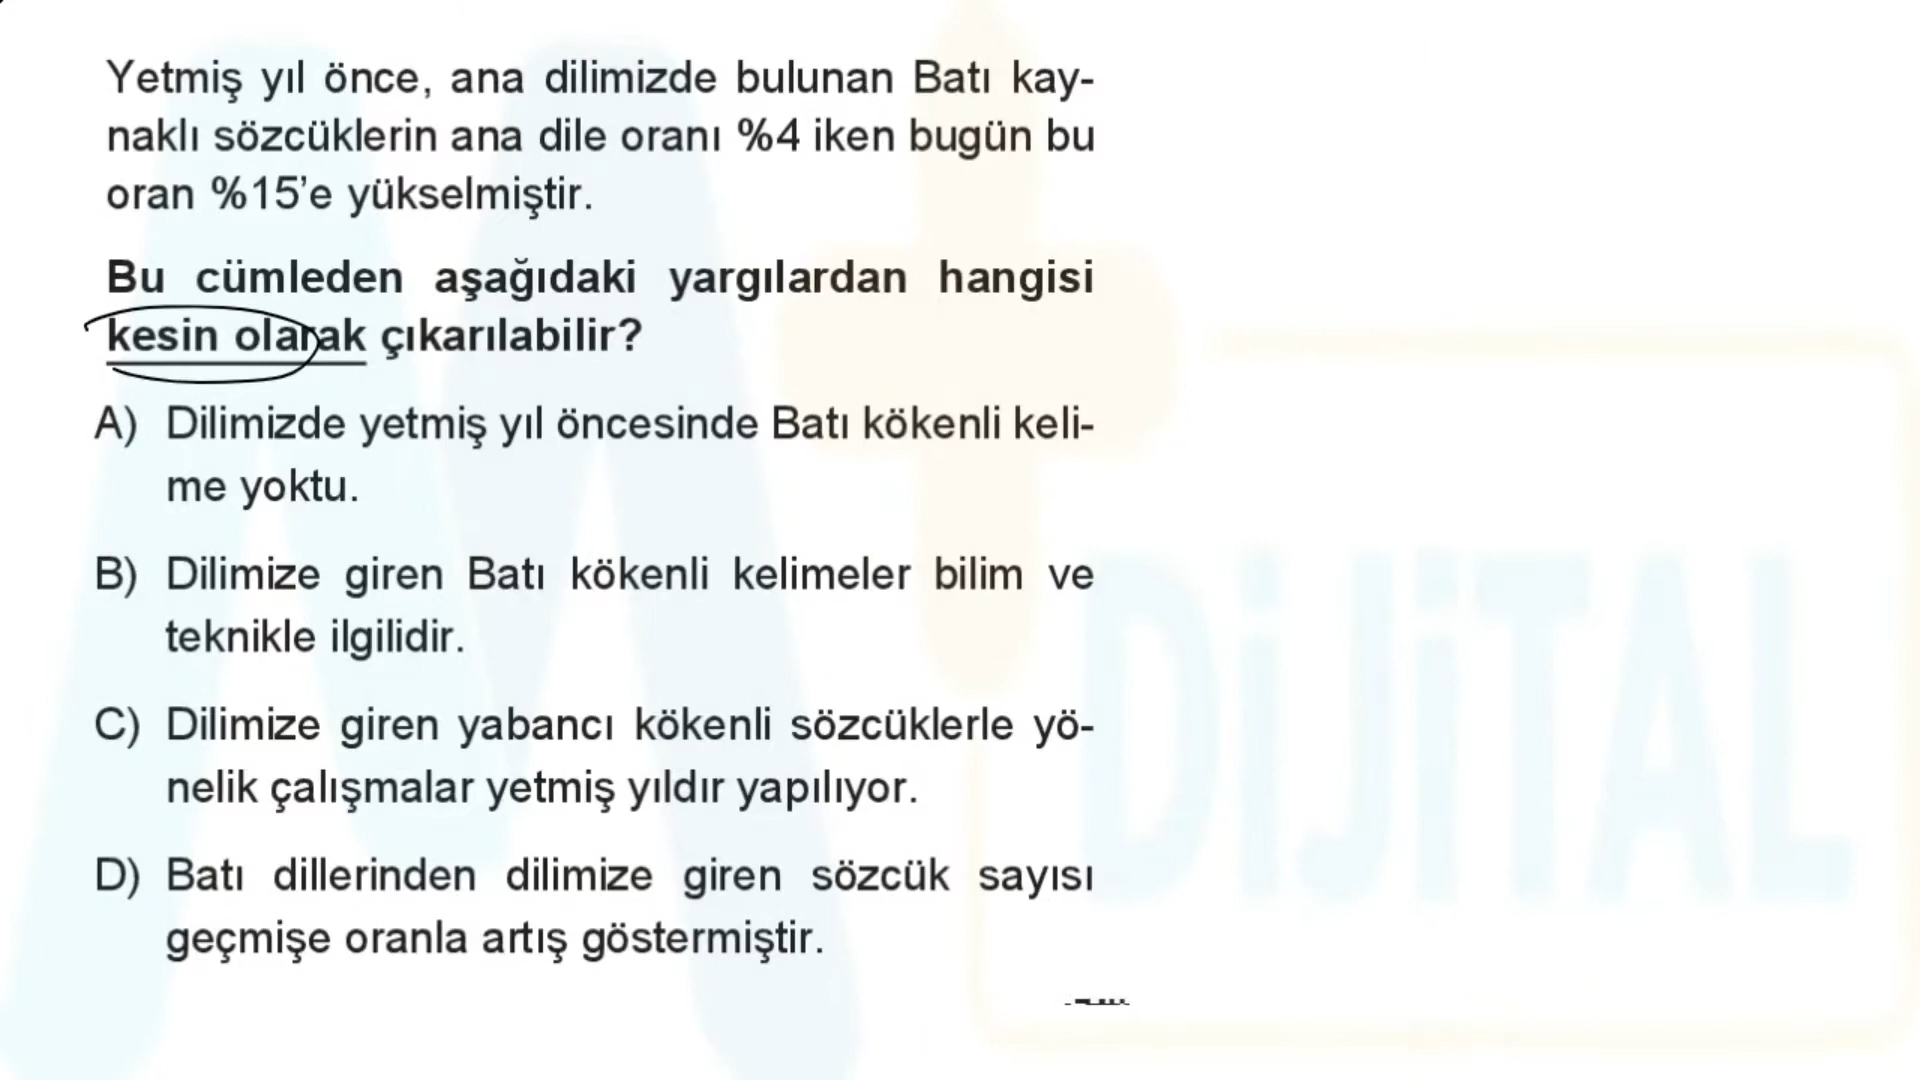 Yetmiş yıl önce, ana dilimizde bulunan Batı kay-
naklı sözcüklerin ana dile oranı %4 iken bugün bu
oran %15'e yükselmiştir.
Bu cümleden aşağıdaki yargılardan hangisi
kesin olarak çıkarılabilir?
A) Dilimizde yetmiş yıl öncesinde Batı kökenli keli-
me yoktu.
B) Dilimize giren Batı kökenli kelimeler bilim ve
teknikle ilgilidir.
C) Dilimize giren yabancı kökenli sözcüklerle yö-
nelik çalışmalar yetmiş yıldır yapılıyor.
D) Batı dillerinden dilimize giren sözcük sayısı
geçmişe oranla artış göstermiştir.
DİJİTAL